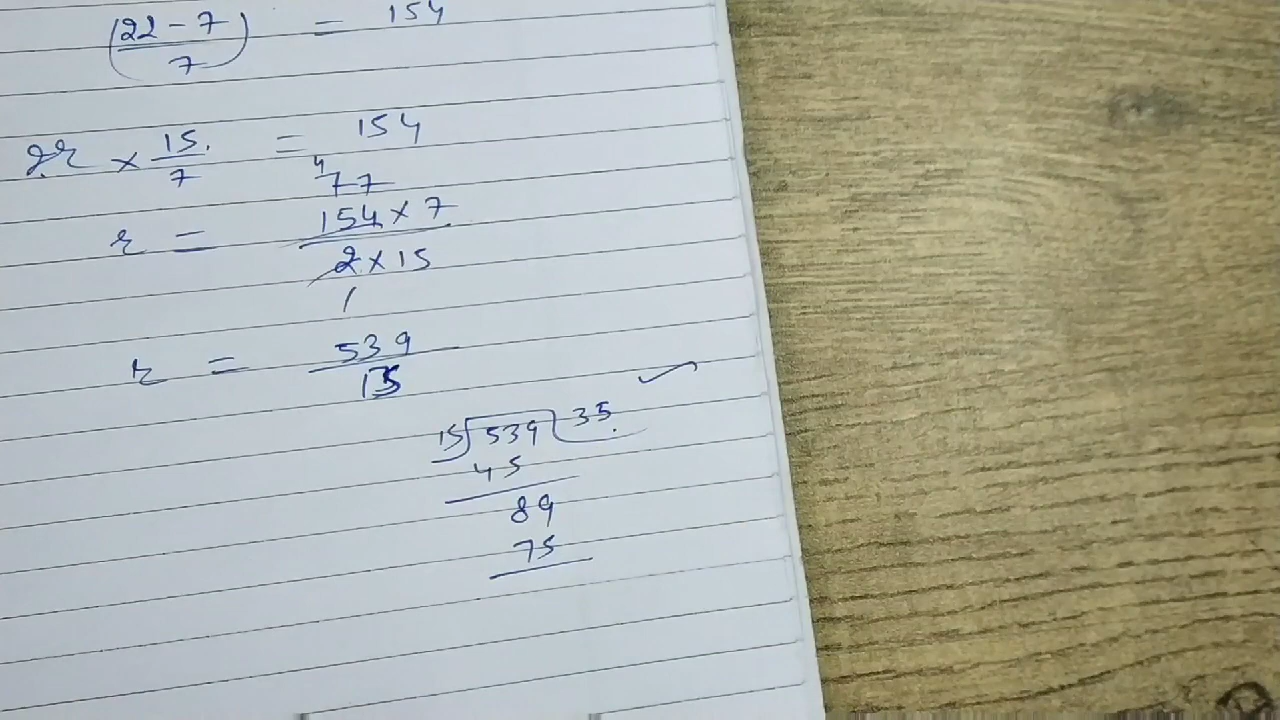 (22 - 7) = 154
7
2r × 15 = 154
7
4
77
r = 154 × 7
2 × 15
1
r = 539
15
15 539 35
45
89
75